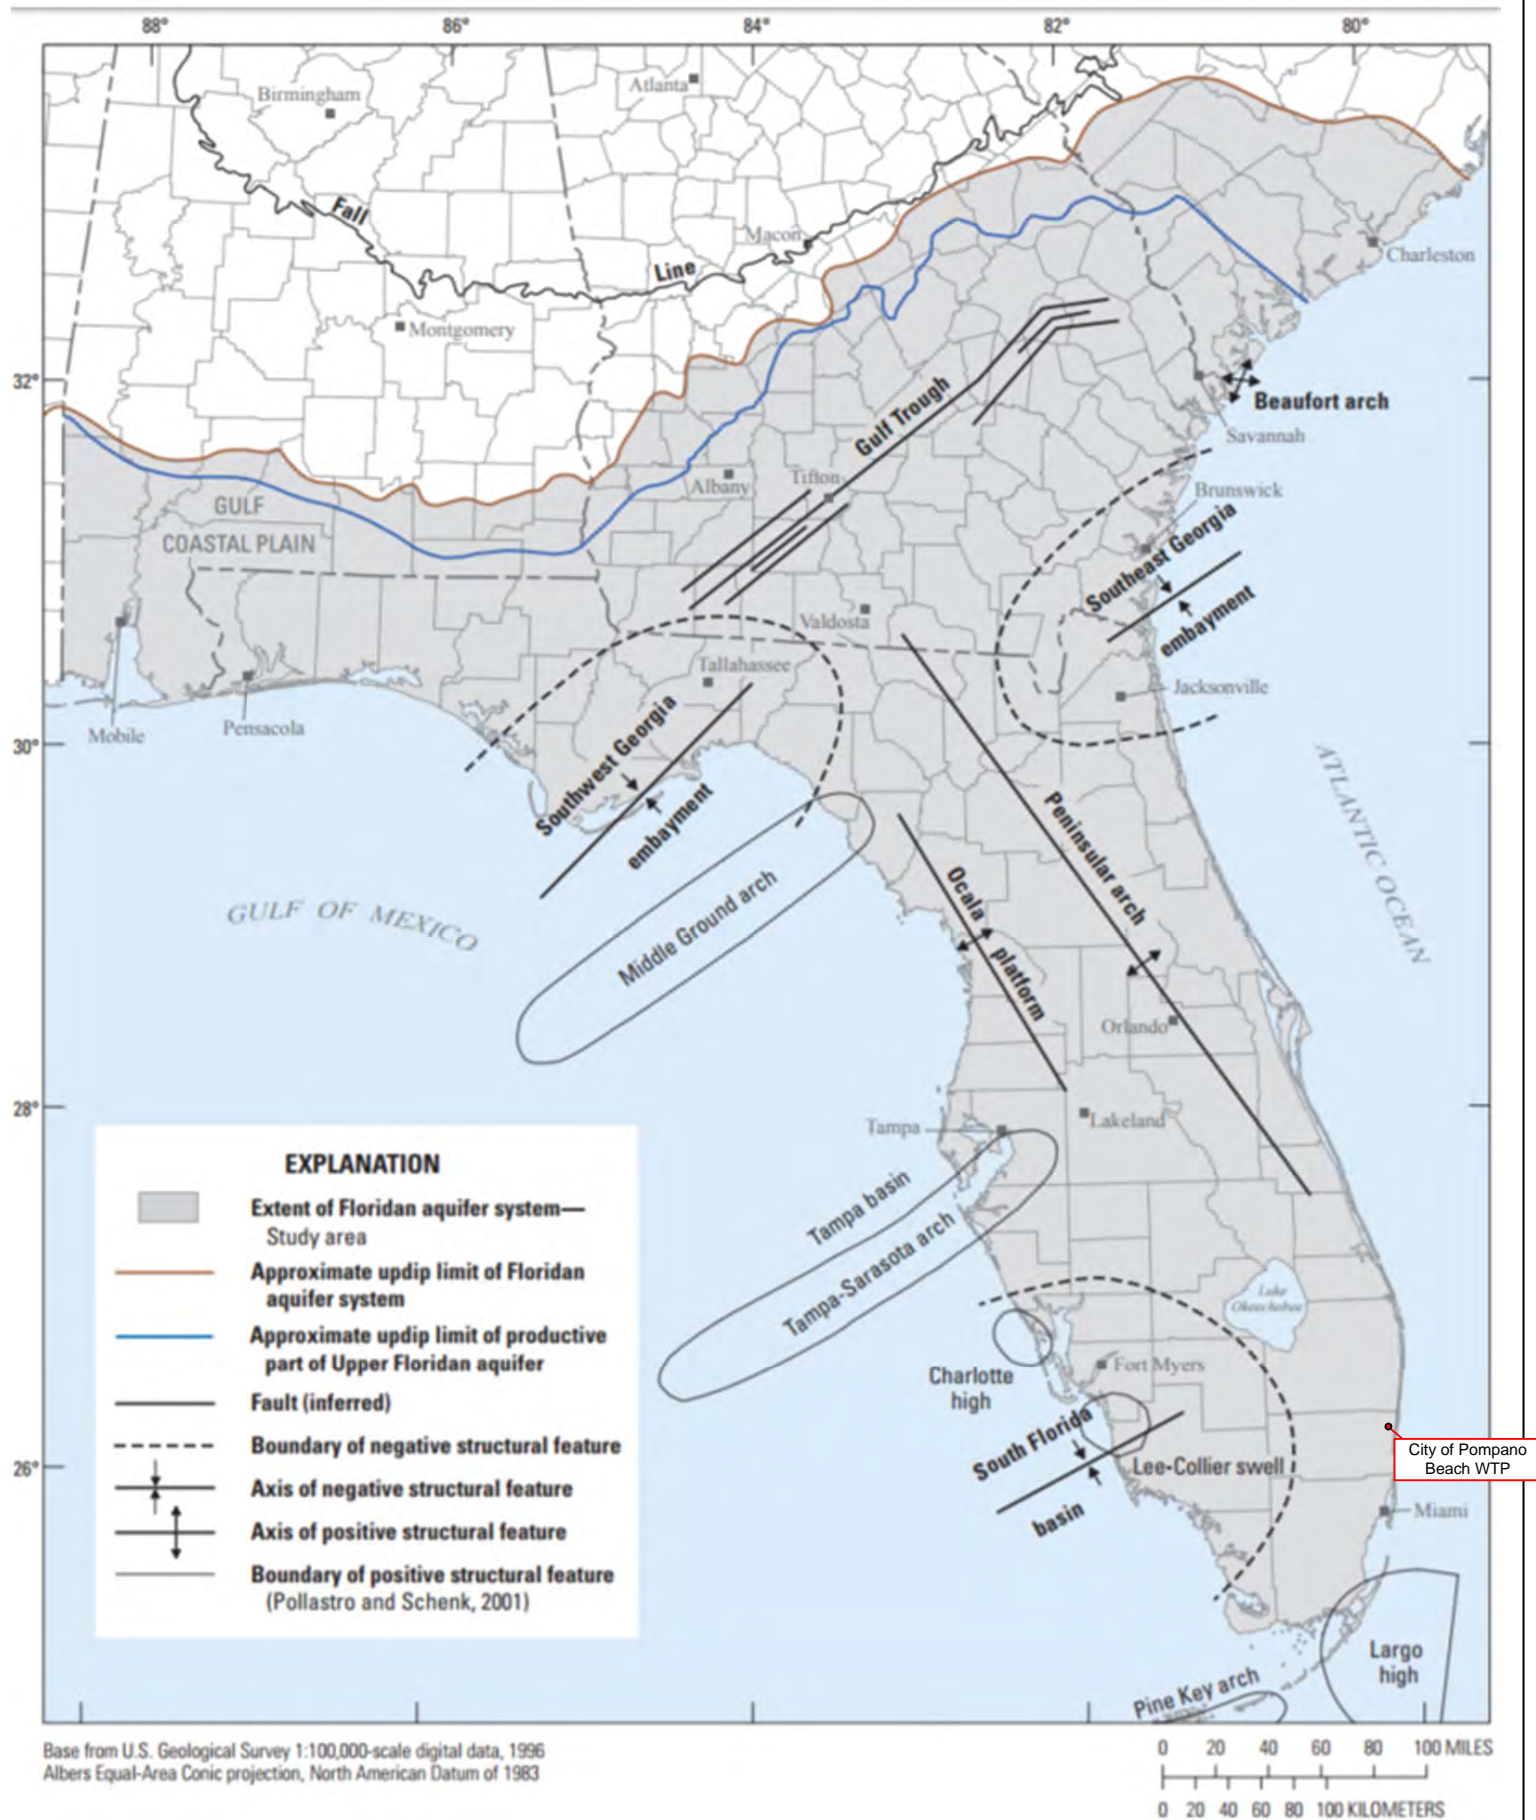 88° 86° 84° 82° 80°
Birmingham
Atlanta
Fall
Line
Macon
Charleston
Montgomery
32°
Beaufort arch
Savannah
Gulf Trough
Albany
Tifton
Brunswick
GULF
COASTAL PLAIN
Southeast Georgia
embayment
Valdosta
Tallahassee
Jacksonville
Mobile
Pensacola
30°
Southwest Georgia
embayment
ATLANTIC OCEAN
Peninsular arch
Ocala
platform
Middle Ground arch
GULF OF MEXICO
Orlando
28°
Lakeland
Tampa
Tampa basin
Tampa-Sarasota arch
Lake
Okeechobee
Charlotte
high
Fort Myers
South Florida
basin
Lee-Collier swell
City of Pompano
Beach WTP
26°
Miami
Largo
high
Pine Key arch
EXPLANATION
Extent of Floridan aquifer system—
Study area
Approximate updip limit of Floridan
aquifer system
Approximate updip limit of productive
part of Upper Floridan aquifer
Fault (inferred)
Boundary of negative structural feature
Axis of negative structural feature
Axis of positive structural feature
Boundary of positive structural feature
(Pollastro and Schenk, 2001)
Base from U.S. Geological Survey 1:100,000-scale digital data, 1996
Albers Equal-Area Conic projection, North American Datum of 1983
0 20 40 60 80 100 MILES
0 20 40 60 80 100 KILOMETERS